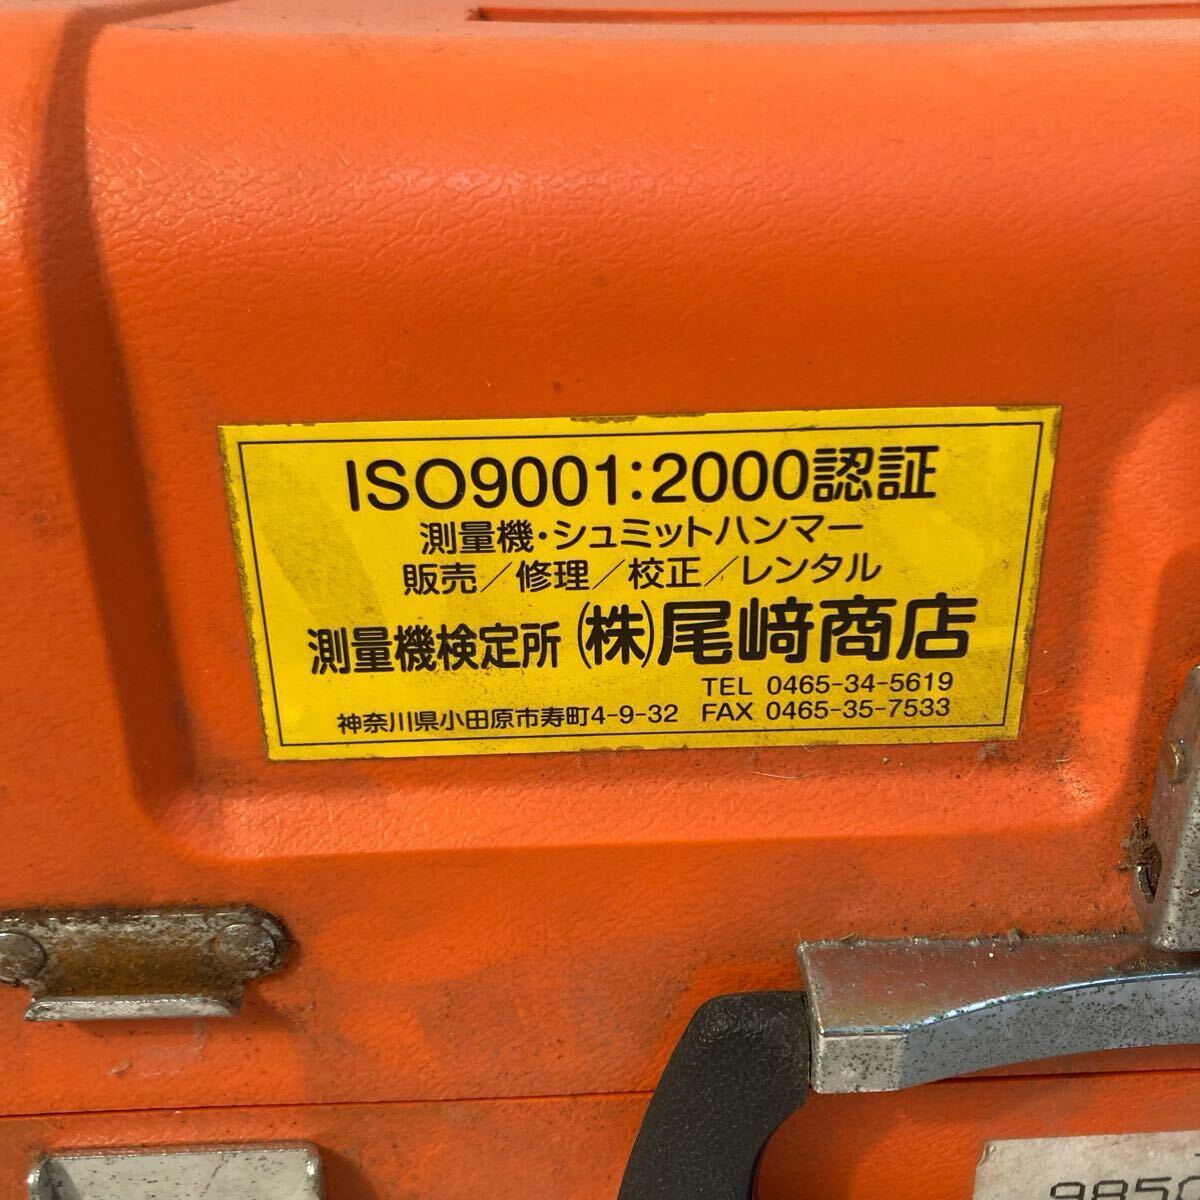 ISO9001:2000認証
測量機・シュミットハンマー
販売／修理／校正／レンタル
測量機検定所 ㈱尾﨑商店
TEL 0465-34-5619
神奈川県小田原市寿町4-9-32 FAX 0465-35-7533